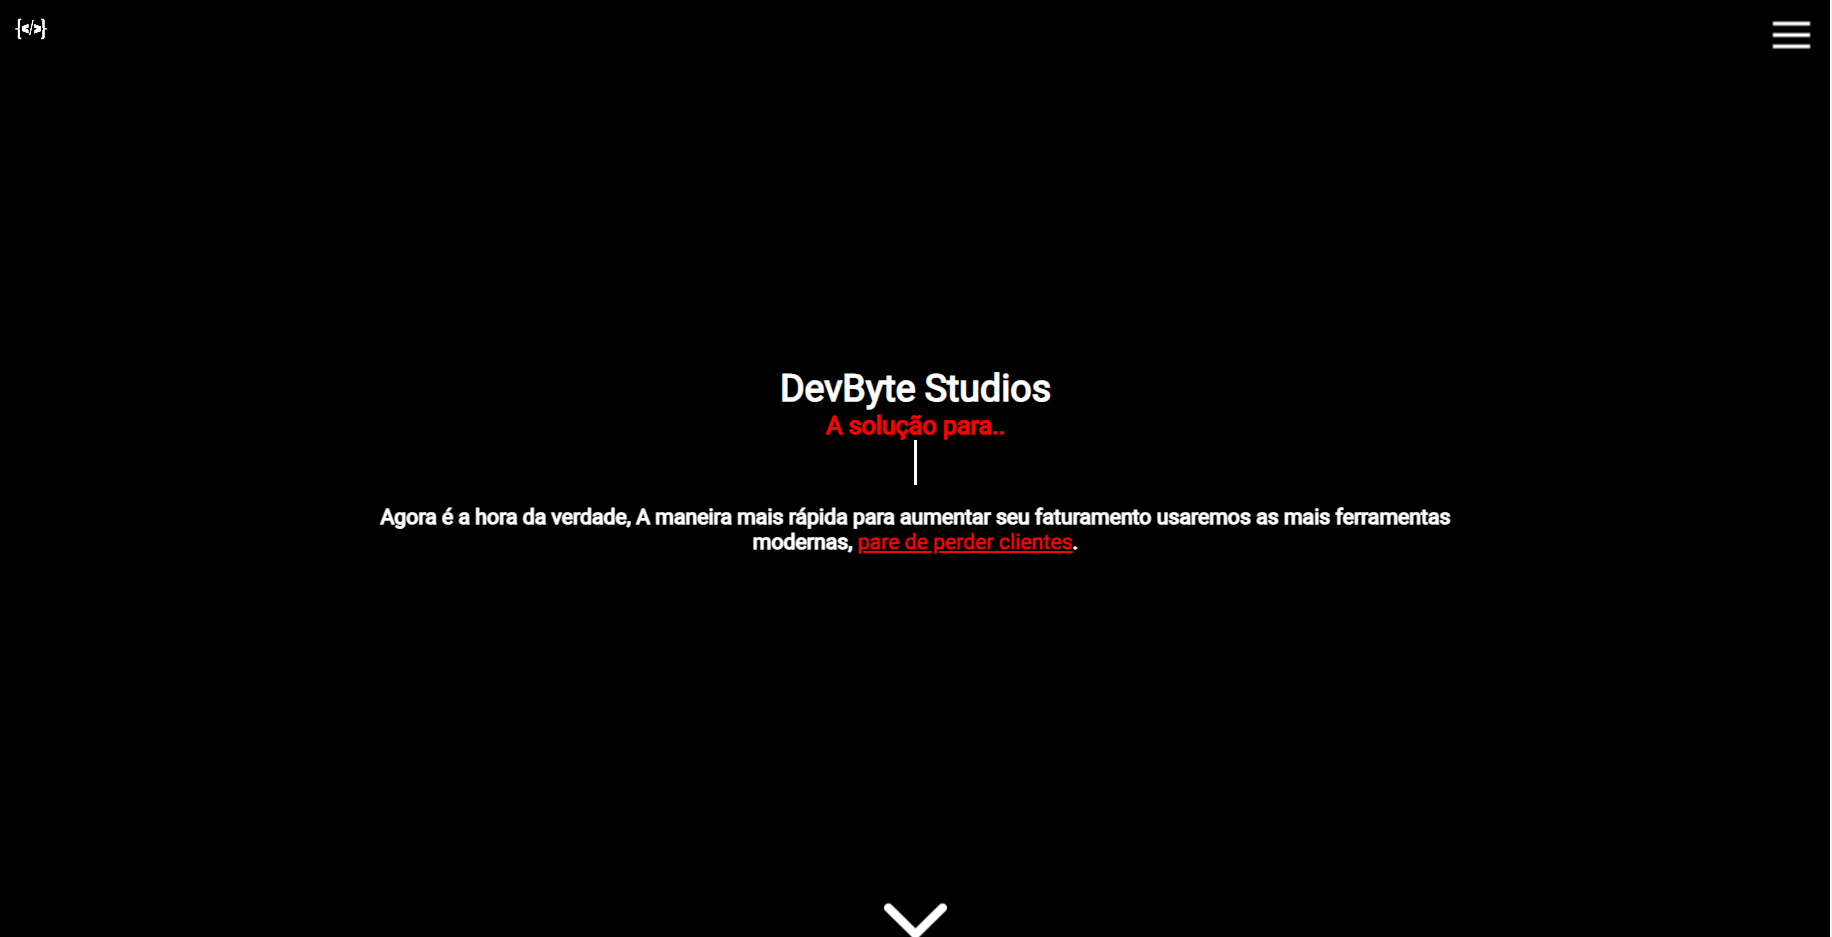 {</>}
DevByte Studios
A solução para..
Agora é a hora da verdade, A maneira mais rápida para aumentar seu faturamento usaremos as mais ferramentas
modernas, pare de perder clientes.